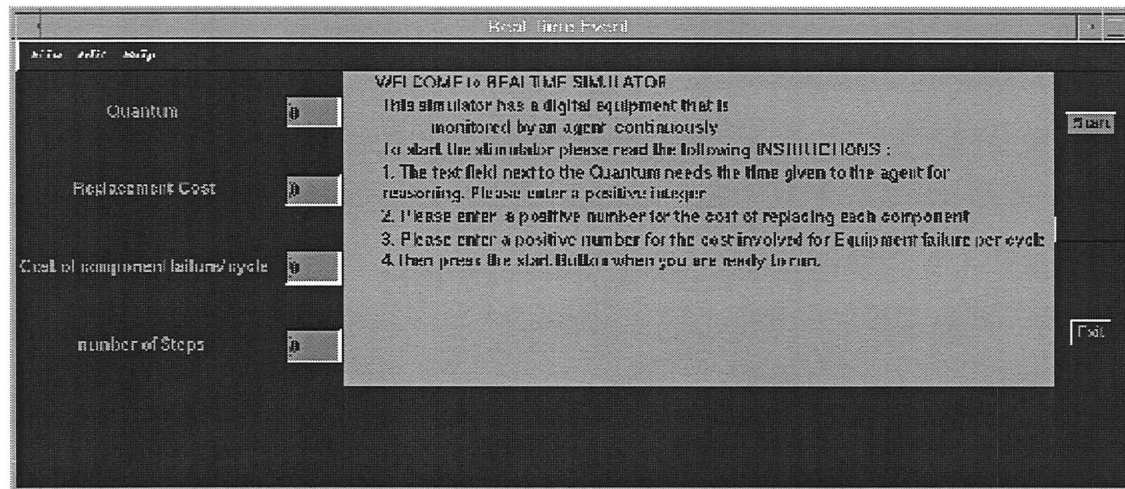 Real Time Event
Help
WELCOME to REAL TIME SIMULATOR
This simulator has a digital equipment that is
monitored by an agent continuously
To start the stimulator please read the following INSTRUCTIONS :
1. The text field next to the Quantum needs the time given to the agent for
reasoning. Please enter a positive integer
2. Please enter a positive number for the cost of replacing each component
3. Please enter a positive number for the cost involved for Equipment failure per cycle
4. then press the start Button when you are ready to run.
Quantum
0
Start
Replacement Cost
0
Cost of component failure/cycle
0
number of Steps
0
Exit